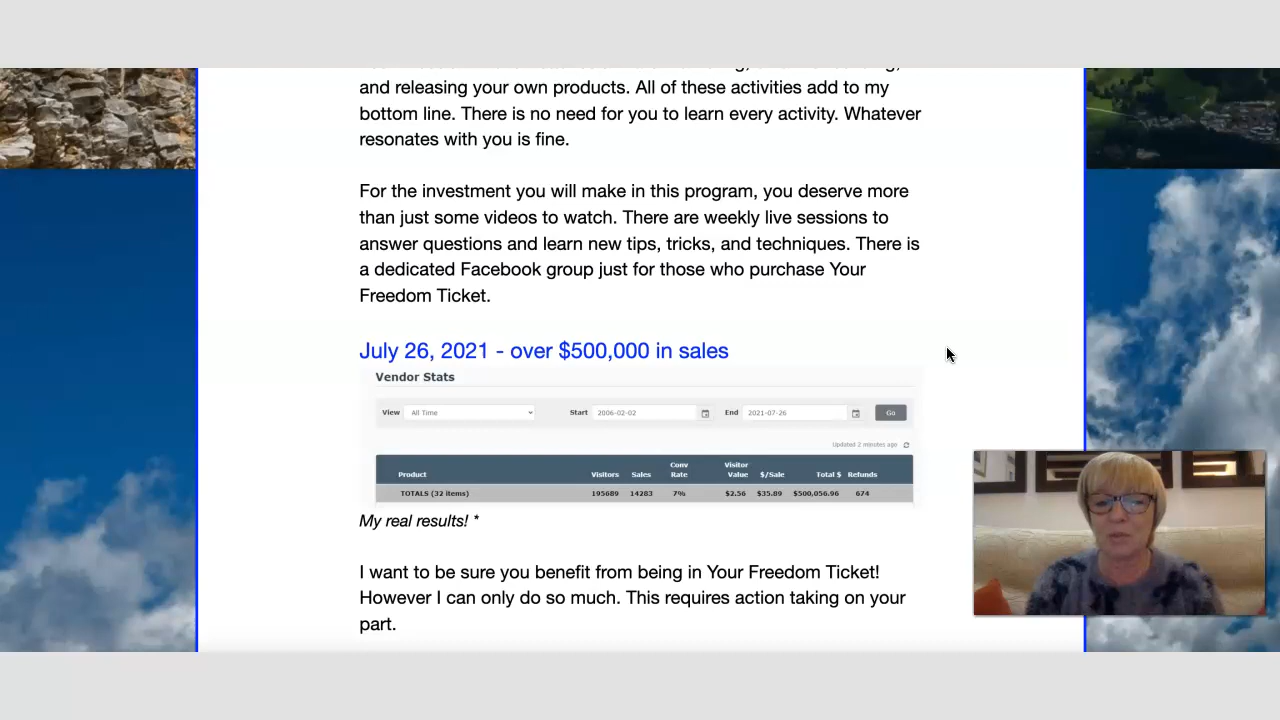 and releasing your own products. All of these activities add to my
bottom line. There is no need for you to learn every activity. Whatever
resonates with you is fine.
For the investment you will make in this program, you deserve more
than just some videos to watch. There are weekly live sessions to
answer questions and learn new tips, tricks, and techniques. There is
a dedicated Facebook group just for those who purchase Your
Freedom Ticket.
July 26, 2021 - over $500,000 in sales
Vendor Stats
View All Time Start 2006-02-02 End 2021-07-26 Go
Updated 2 minutes ago
Product Visitors Sales Conv Rate Visitor Value $/Sale Total $ Refunds
TOTALS (32 items) 195689 14283 7% $2.56 $35.89 $500,056.96 674
My real results! *
I want to be sure you benefit from being in Your Freedom Ticket!
However I can only do so much. This requires action taking on your
part.